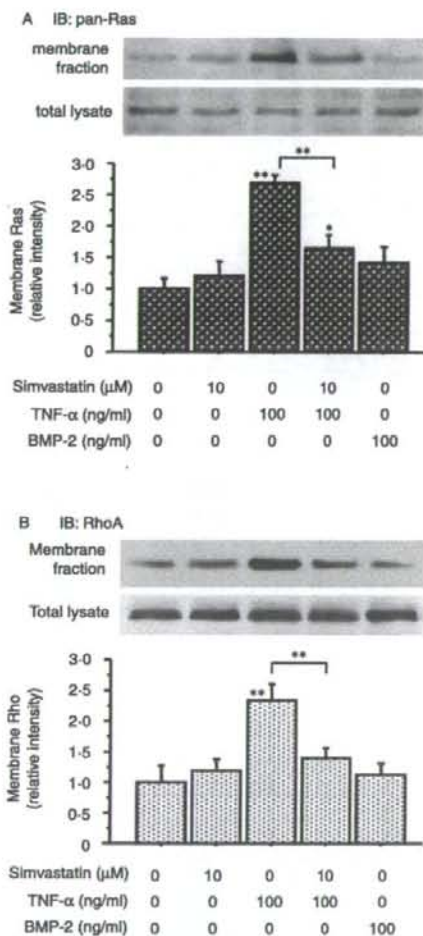 A IB: pan-Ras
membrane
fraction
total lysate
**
3·0
** 
2·5
2·0
*
1·5
1·0
0·5
0
Membrane Ras
(relative intensity)
Simvastatin (μM) 0 10 0 10 0
TNF-α (ng/ml) 0 0 100 100 0
BMP-2 (ng/ml) 0 0 0 0 100
B IB: RhoA
Membrane
fraction
Total lysate
3·0
**
2·5
**
2·0
1·5
1·0
0·5
0
Membrane Rho
(relative intensity)
Simvastatin (μM) 0 10 0 10 0
TNF-α (ng/ml) 0 0 100 100 0
BMP-2 (ng/ml) 0 0 0 0 100